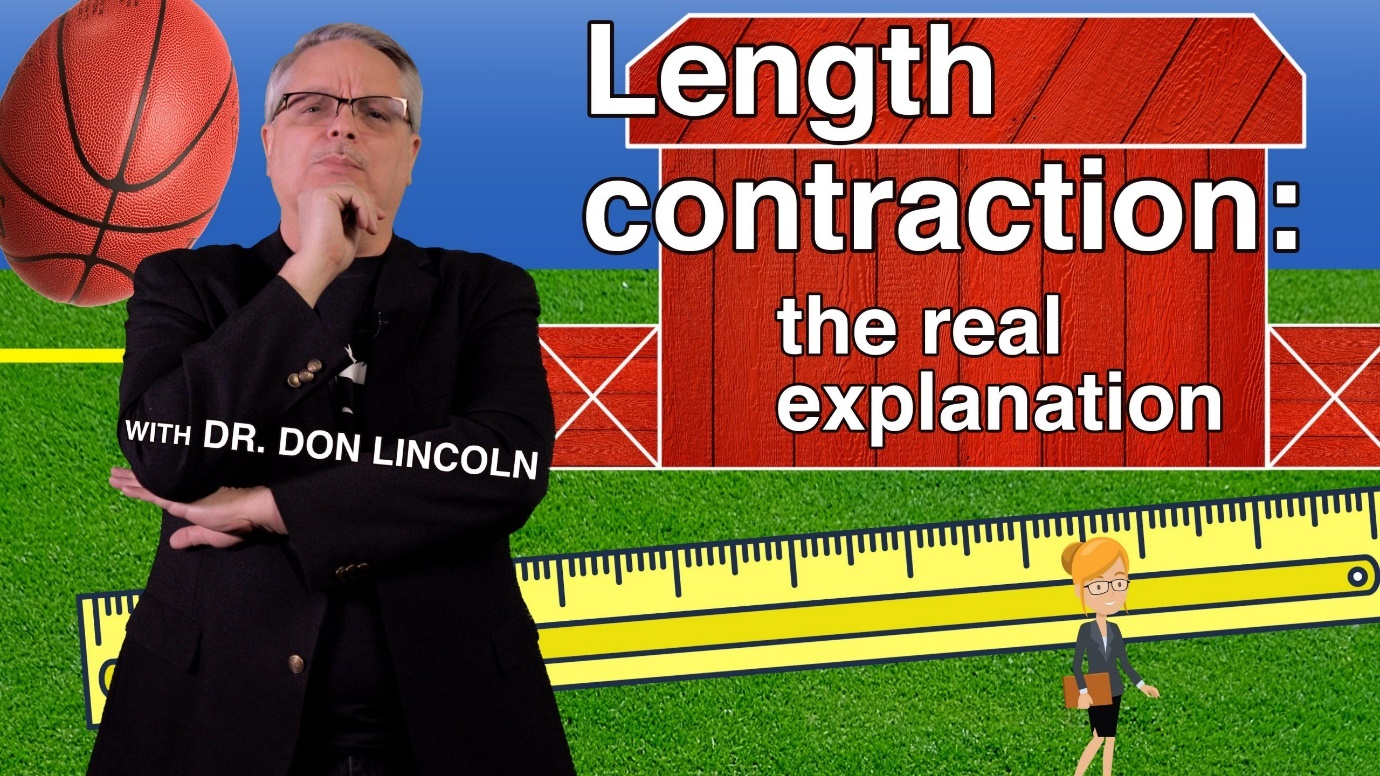 Length
contraction:
the real
explanation
WITH DR. DON LINCOLN